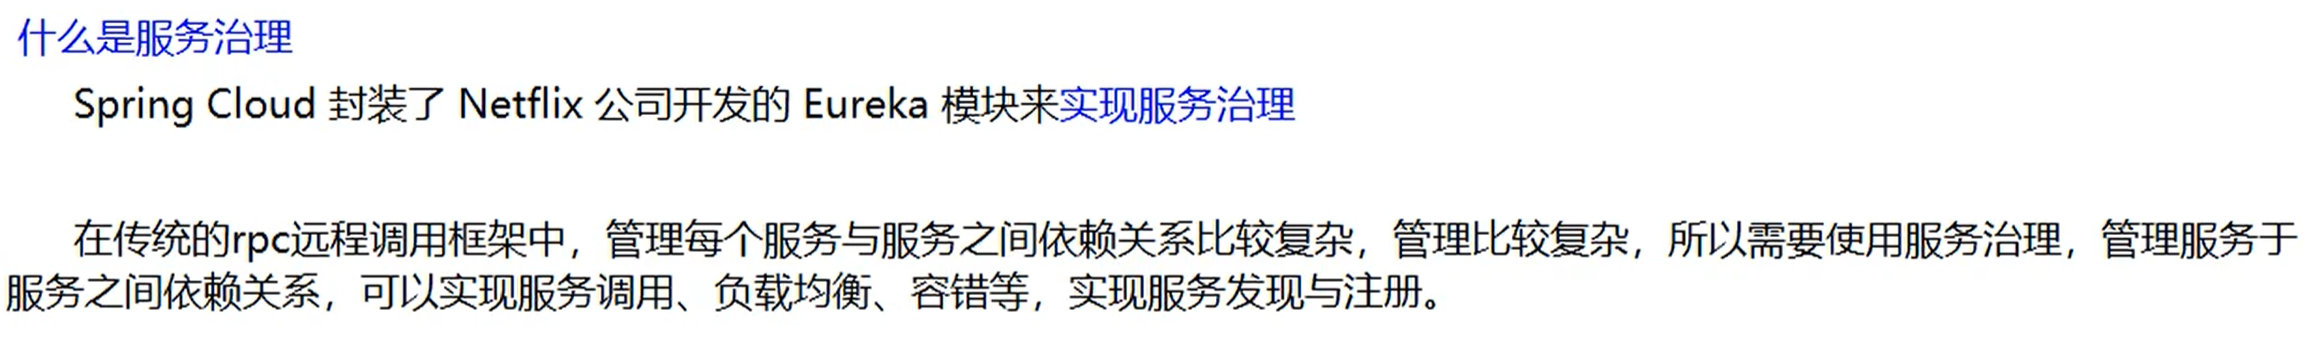 什么是服务治理
Spring Cloud 封装了 Netflix 公司开发的 Eureka 模块来实现服务治理
在传统的rpc远程调用框架中，管理每个服务与服务之间依赖关系比较复杂，管理比较复杂，所以需要使用服务治理，管理服务于
服务之间依赖关系，可以实现服务调用、负载均衡、容错等，实现服务发现与注册。